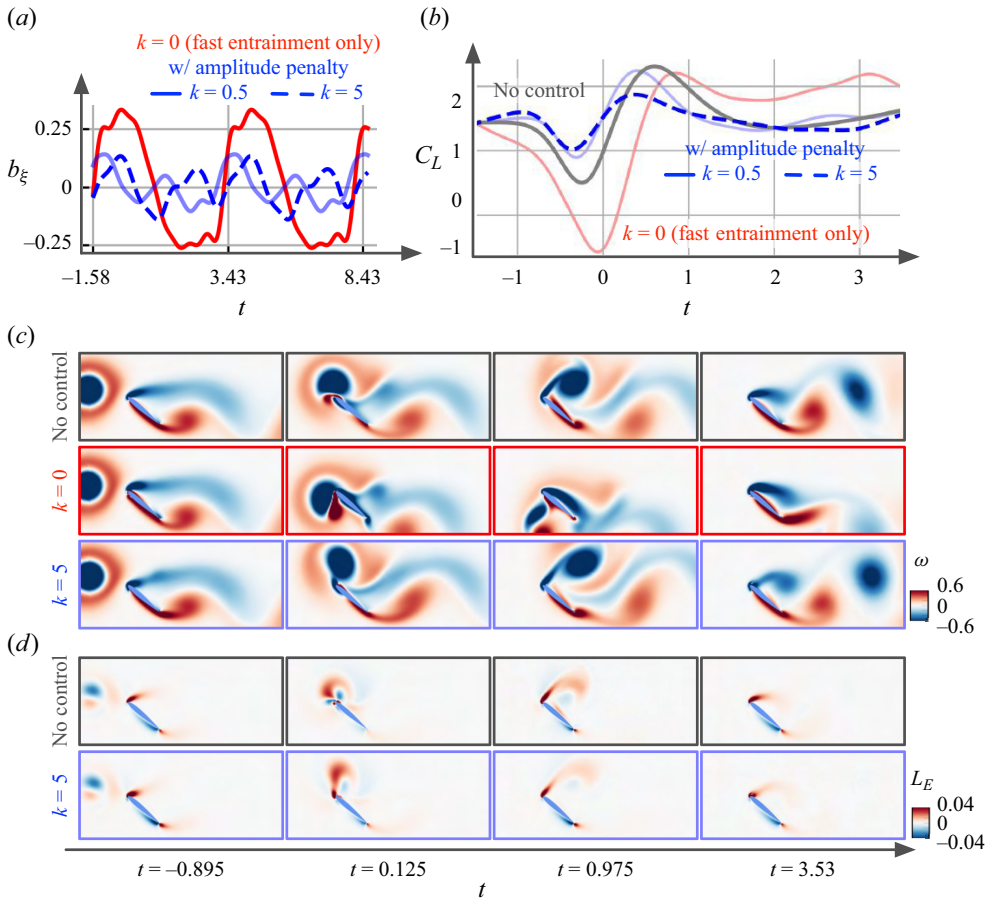 (a)
k = 0 (fast entrainment only)
w/ amplitude penalty
k = 0.5 k = 5
0.25
b_ξ
0
−0.25
−1.58 3.43 8.43
t
(b)
No control
2
C_L
1
0
−1
w/ amplitude penalty
k = 0.5 k = 5
k = 0 (fast entrainment only)
−1 0 1 2 3
t
(c)
No control
k = 0
k = 5
ω
0.6
0
−0.6
(d)
No control
k = 5
L_E
0.04
0
−0.04
t = −0.895 t = 0.125 t = 0.975 t = 3.53
t